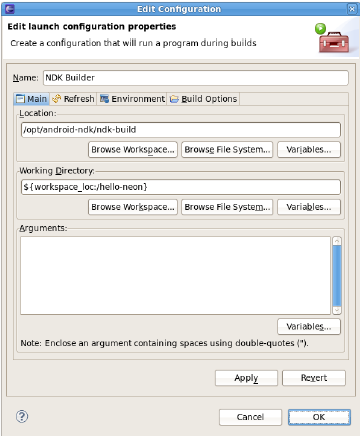 Edit Configuration
Edit launch configuration properties
Create a configuration that will run a program during builds
Name: NDK Builder
Main Refresh Environment Build Options
Location:
/opt/android-ndk/ndk-build
Browse Workspace... Browse File System... Variables...
Working Directory:
${workspace_loc:/hello-neon}
Browse Workspace... Browse File System... Variables...
Arguments:
Variables...
Note: Enclose an argument containing spaces using double-quotes (").
Apply Revert
Cancel OK